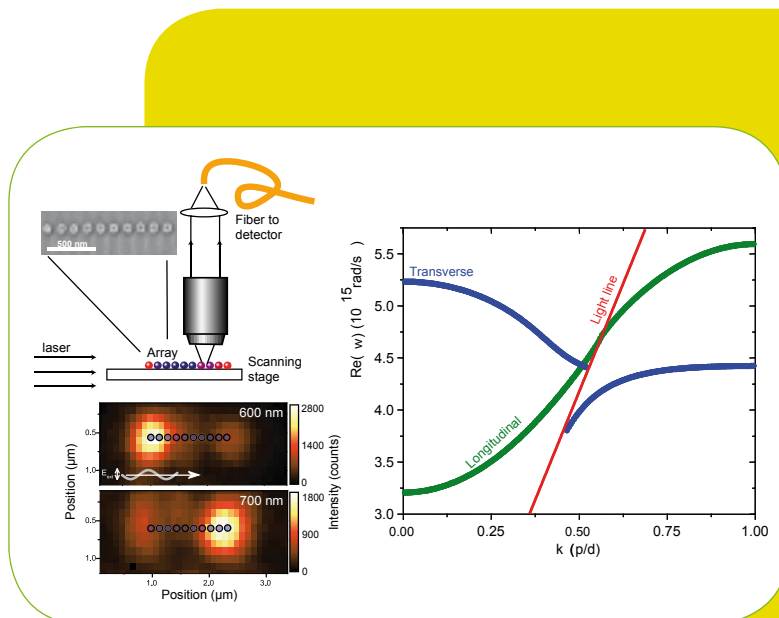 Fiber to
detector
500 nm
laser
Array
Scanning
stage
600 nm
2800
1400
0
Intensity (counts)
0.5
1.0
E
700 nm
1800
900
0
0.5
1.0
Position (µm)
1.0
2.0
3.0
Position (µm)
Re( w) (10 15 rad/s )
5.5
5.0
4.5
4.0
3.5
3.0
Transverse
Light line
Longitudinal
0.00
0.25
0.50
0.75
1.00
k (p/d)